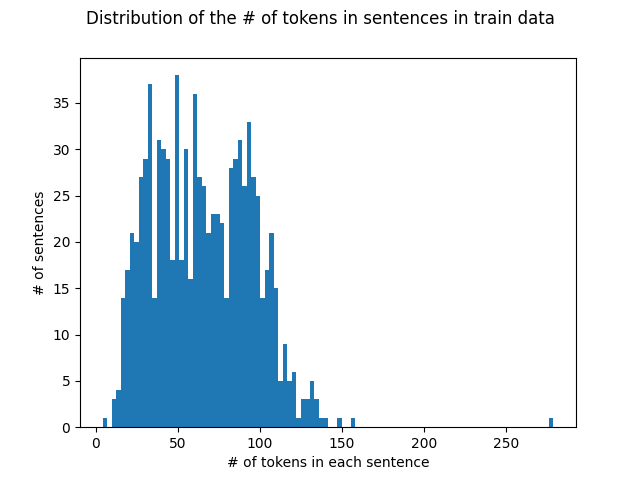 Distribution of the # of tokens in sentences in train data
35
30
25
20
15
10
5
0
# of sentences
0 50 100 150 200 250
# of tokens in each sentence